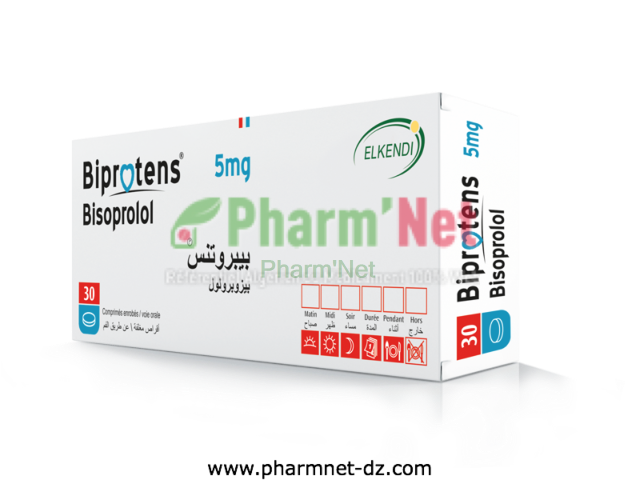 Biprotens®
Bisoprolol
5mg
ELKENDI
Pharm'Net
Pharm'Net
بيبروتنس®
بيزوبرولول
30
Comprimés enrobés / voie orale
أقراص مغلفة \ عن طريق الفم
Matin Midi Soir Durée Pendant Hors
صباح ظهر مساء المدة أثناء خارج
30
Biprotens 5mg
Bisoprolol
www.pharmnet-dz.com